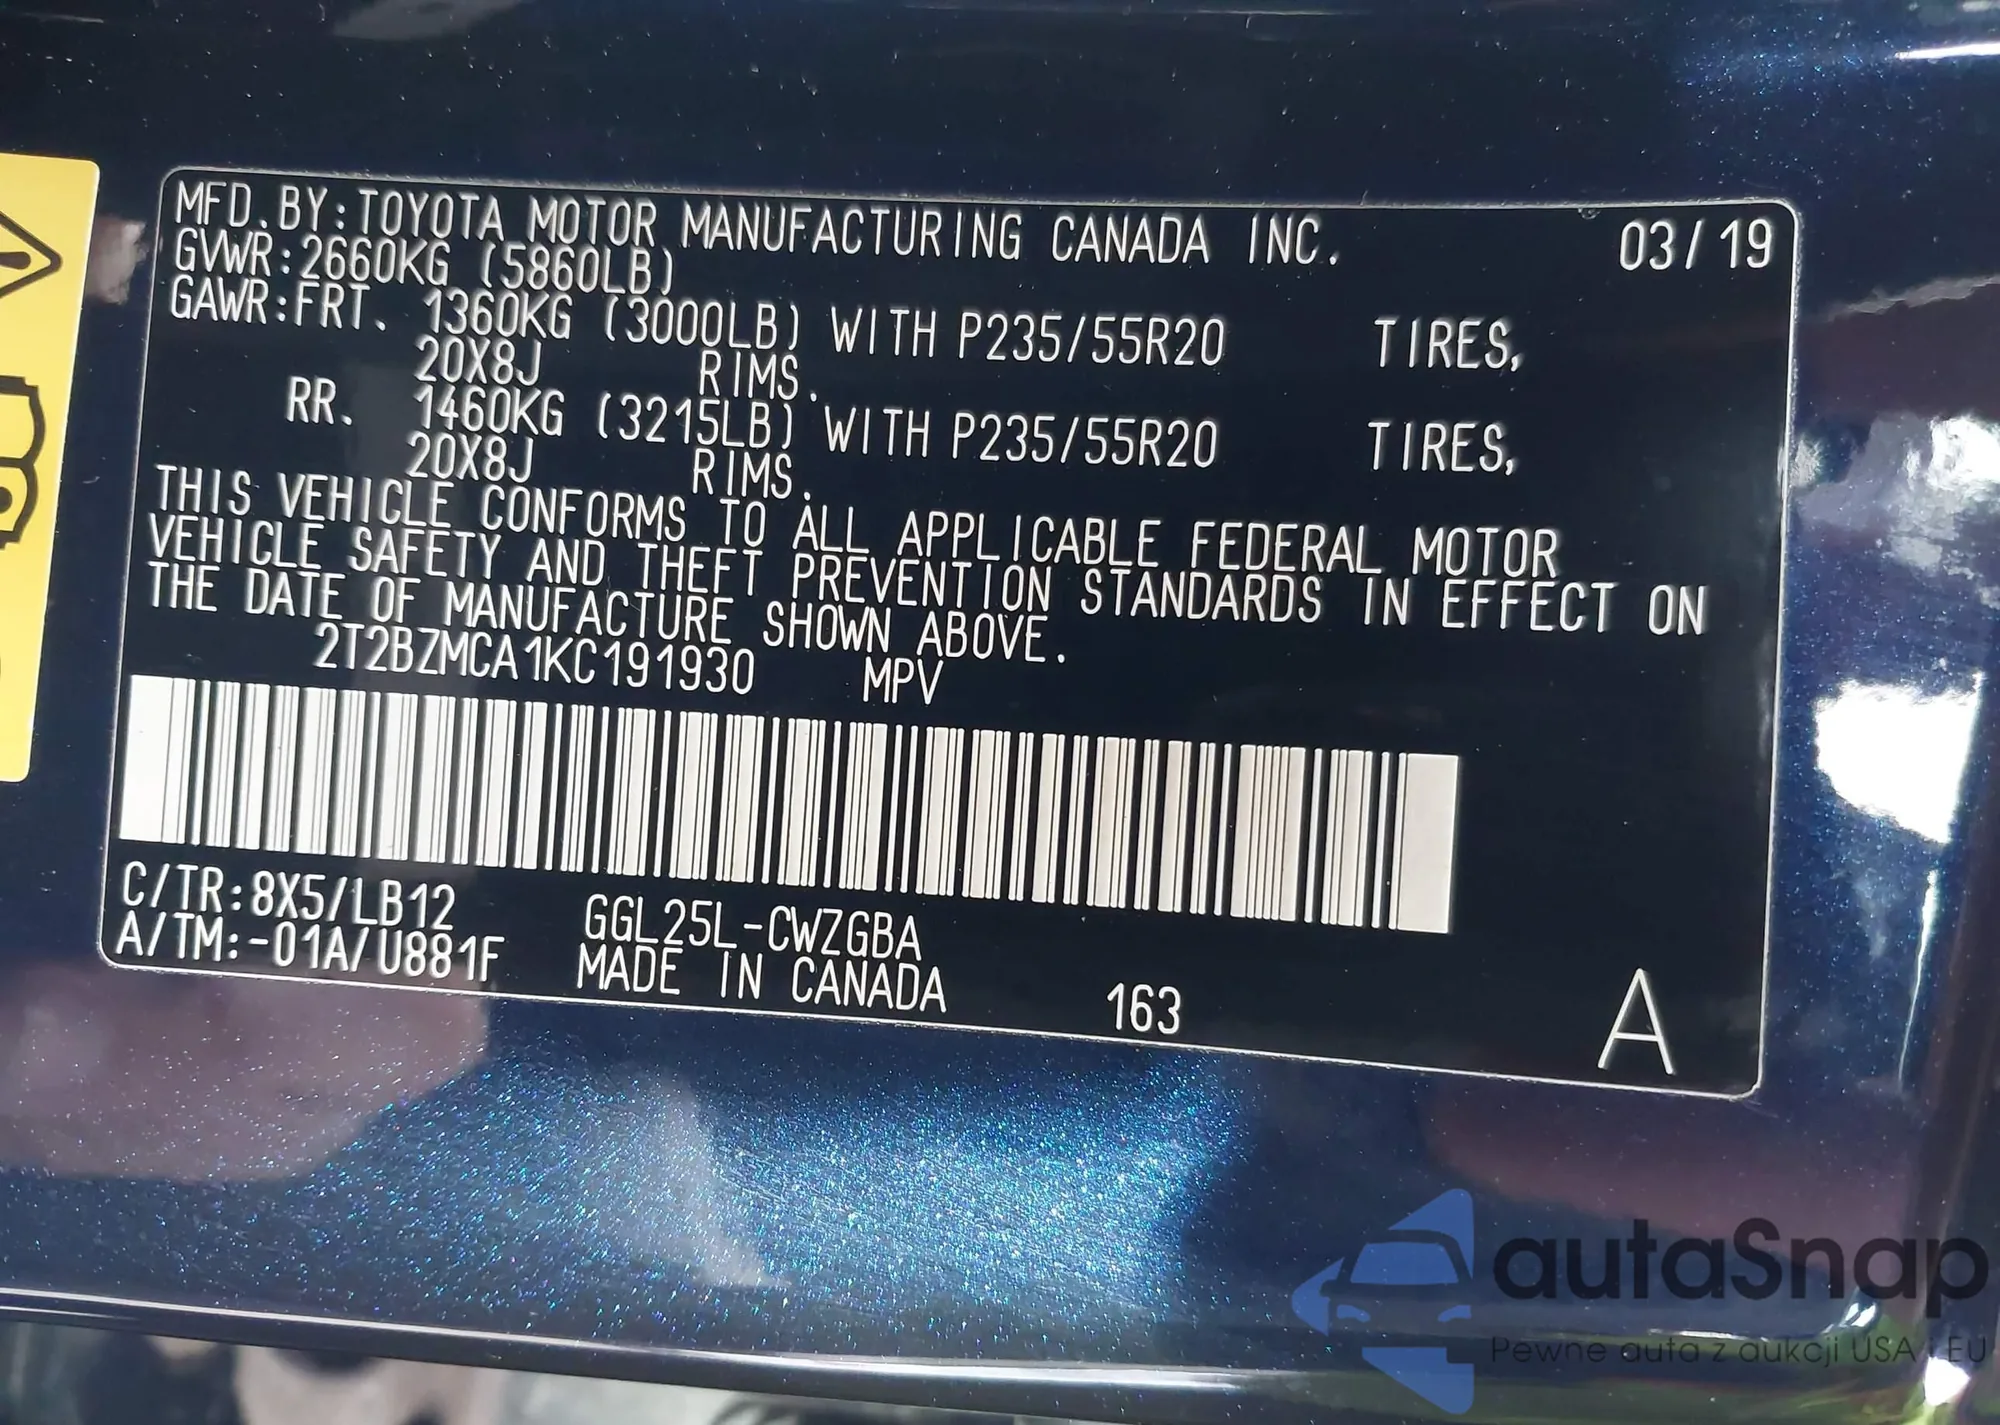 MFD.BY:TOYOTA MOTOR MANUFACTURING CANADA INC. 03/19
GVWR:2660KG (5860LB)
GAWR:FRT. 1360KG (3000LB) WITH P235/55R20 TIRES,
20X8J RIMS.
RR. 1460KG (3215LB) WITH P235/55R20 TIRES,
20X8J RIMS.
THIS VEHICLE CONFORMS TO ALL APPLICABLE FEDERAL MOTOR
VEHICLE SAFETY AND THEFT PREVENTION STANDARDS IN EFFECT ON
THE DATE OF MANUFACTURE SHOWN ABOVE.
2T2BZMCA1KC191930 MPV
C/TR:8X5/LB12 GGL25L-CWZGBA
A/TM:-01A/U881F MADE IN CANADA 163 A
autaSnap
Pewne auta z aukcji USA i EU